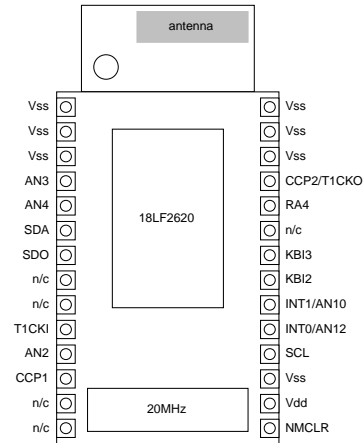 antenna
Vss Vss
Vss Vss
Vss Vss
AN3 CCP2/T1CKO
AN4 RA4
18LF2620
SDA n/c
SDO KBI3
n/c KBI2
n/c INT1/AN10
T1CKI INT0/AN12
AN2 SCL
CCP1 Vss
n/c Vdd
20MHz
n/c NMCLR